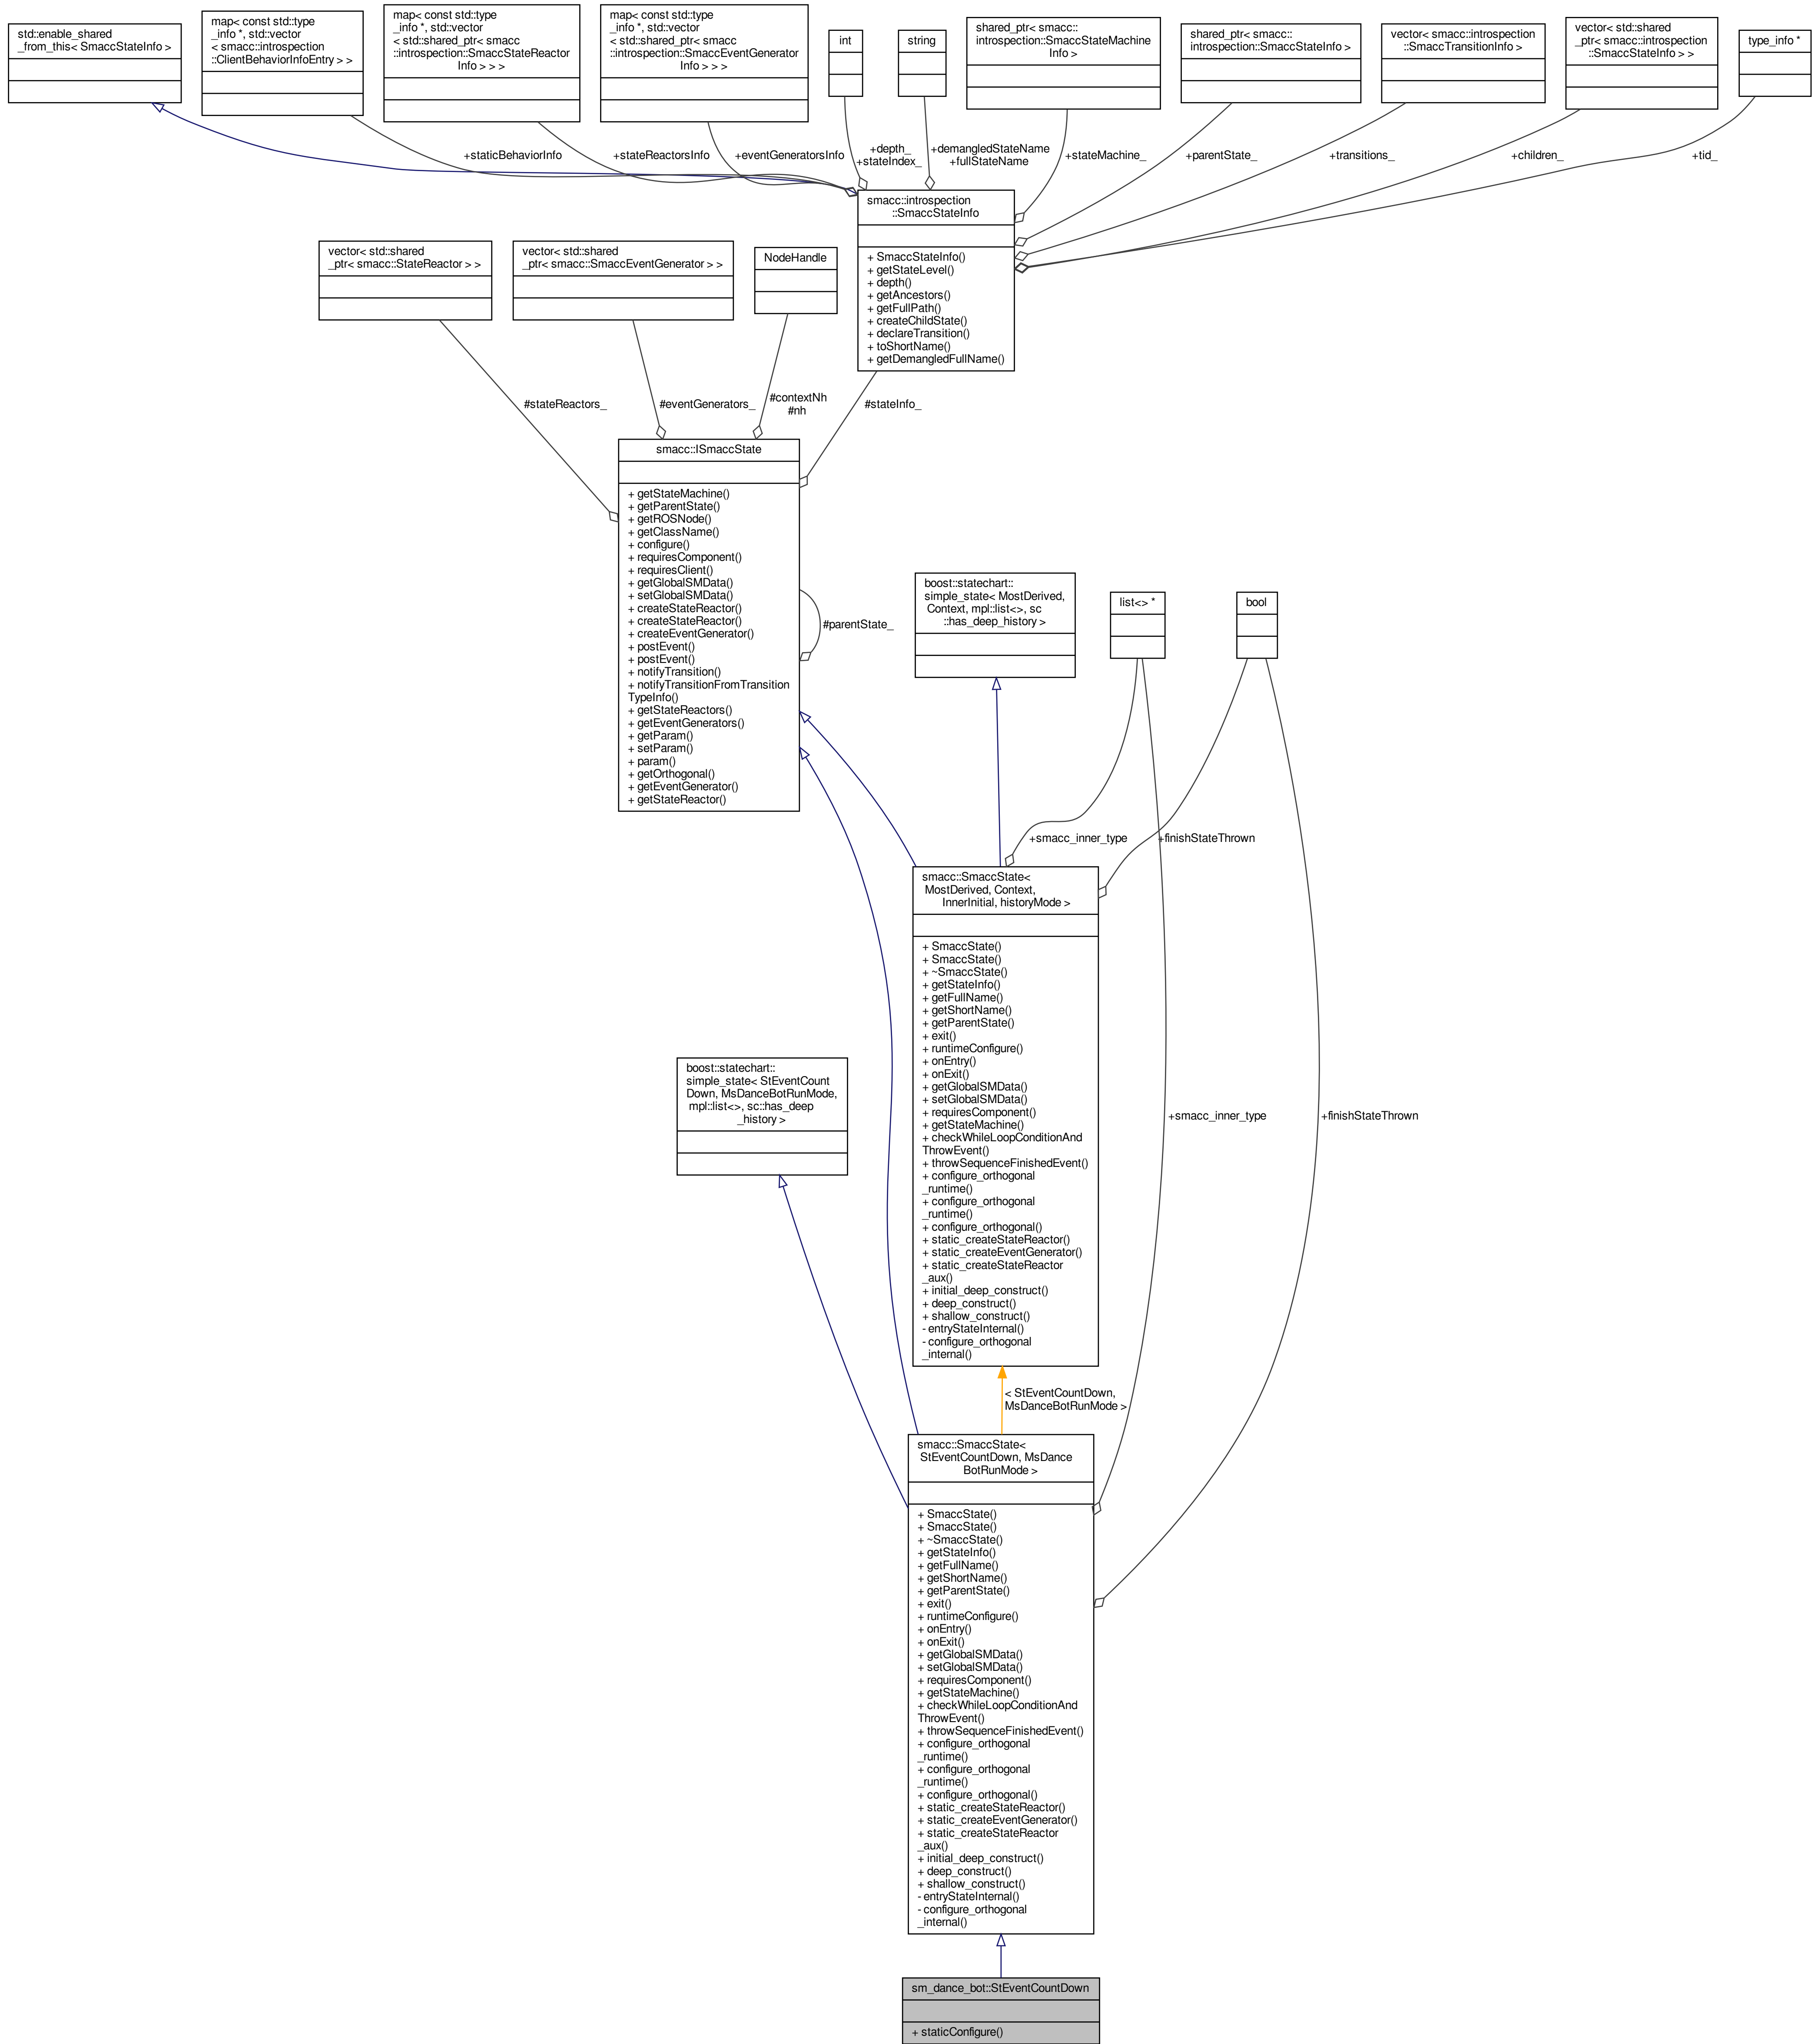 std::enable_shared
_from_this< SmaccStateInfo >
map< const std::type
_info *, std::vector
< smacc::introspection
::ClientBehaviorInfoEntry > >
map< const std::type
_info *, std::vector
< std::shared_ptr< smacc
::introspection::SmaccStateReactor
Info > > >
map< const std::type
_info *, std::vector
< std::shared_ptr< smacc
::introspection::SmaccEventGenerator
Info > > >
int
string
shared_ptr< smacc::
introspection::SmaccStateMachine
Info >
shared_ptr< smacc::
introspection::SmaccStateInfo >
vector< smacc::introspection
::SmaccTransitionInfo >
vector< std::shared
_ptr< smacc::introspection
::SmaccStateInfo > >
type_info *
+staticBehaviorInfo
+stateReactorsInfo
+eventGeneratorsInfo
+depth_
+stateIndex_
+demangledStateName
+fullStateName
+stateMachine_
+parentState_
+transitions_
+children_
+tid_
smacc::introspection
::SmaccStateInfo
+ SmaccStateInfo()
+ getStateLevel()
+ depth()
+ getAncestors()
+ getFullPath()
+ createChildState()
+ declareTransition()
+ toShortName()
+ getDemangledFullName()
vector< std::shared
_ptr< smacc::StateReactor > >
vector< std::shared
_ptr< smacc::SmaccEventGenerator > >
NodeHandle
#stateReactors_
#eventGenerators_
#contextNh
#nh
#stateInfo_
smacc::ISmaccState
+ getStateMachine()
+ getParentState()
+ getROSNode()
+ getClassName()
+ configure()
+ requiresComponent()
+ requiresClient()
+ getGlobalSMData()
+ setGlobalSMData()
+ createStateReactor()
+ createStateReactor()
+ createEventGenerator()
+ postEvent()
+ postEvent()
+ notifyTransition()
+ notifyTransitionFromTransition
TypeInfo()
+ getStateReactors()
+ getEventGenerators()
+ getParam()
+ setParam()
+ param()
+ getOrthogonal()
+ getEventGenerator()
+ getStateReactor()
#parentState_
boost::statechart::
simple_state< MostDerived,
Context, mpl::list<>, sc
::has_deep_history >
list<> *
bool
+smacc_inner_type
+finishStateThrown
smacc::SmaccState<
MostDerived, Context,
InnerInitial, historyMode >
+ SmaccState()
+ SmaccState()
+ ~SmaccState()
+ getStateInfo()
+ getFullName()
+ getShortName()
+ getParentState()
+ exit()
+ runtimeConfigure()
+ onEntry()
+ onExit()
+ getGlobalSMData()
+ setGlobalSMData()
+ requiresComponent()
+ getStateMachine()
+ checkWhileLoopConditionAnd
ThrowEvent()
+ throwSequenceFinishedEvent()
+ configure_orthogonal
_runtime()
+ configure_orthogonal
_runtime()
+ configure_orthogonal()
+ static_createStateReactor()
+ static_createEventGenerator()
+ static_createStateReactor
_aux()
+ initial_deep_construct()
+ deep_construct()
+ shallow_construct()
- entryStateInternal()
- configure_orthogonal
_internal()
boost::statechart::
simple_state< StEventCount
Down, MsDanceBotRunMode,
mpl::list<>, sc::has_deep
_history >
+smacc_inner_type
+finishStateThrown
< StEventCountDown,
MsDanceBotRunMode >
smacc::SmaccState<
StEventCountDown, MsDance
BotRunMode >
+ SmaccState()
+ SmaccState()
+ ~SmaccState()
+ getStateInfo()
+ getFullName()
+ getShortName()
+ getParentState()
+ exit()
+ runtimeConfigure()
+ onEntry()
+ onExit()
+ getGlobalSMData()
+ setGlobalSMData()
+ requiresComponent()
+ getStateMachine()
+ checkWhileLoopConditionAnd
ThrowEvent()
+ throwSequenceFinishedEvent()
+ configure_orthogonal
_runtime()
+ configure_orthogonal
_runtime()
+ configure_orthogonal()
+ static_createStateReactor()
+ static_createEventGenerator()
+ static_createStateReactor
_aux()
+ initial_deep_construct()
+ deep_construct()
+ shallow_construct()
- entryStateInternal()
- configure_orthogonal
_internal()
sm_dance_bot::StEventCountDown
+ staticConfigure()